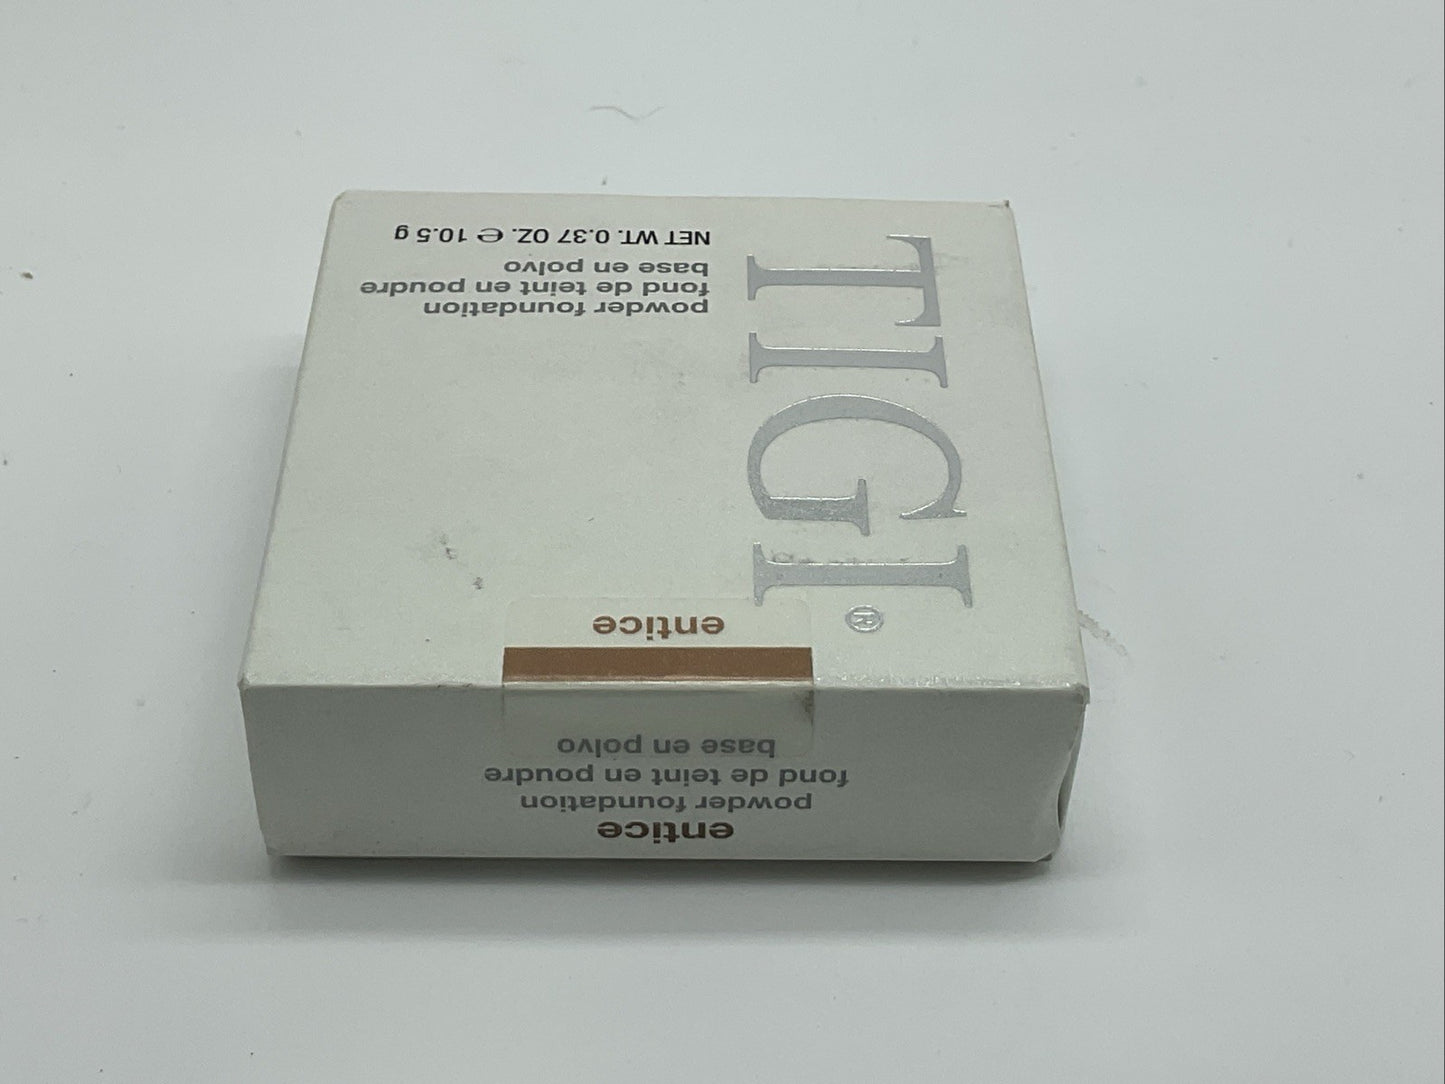 TIGI®
powder foundation
fond de teint en poudre
base en polvo
NET WT. 0.37 OZ. ℮ 10.5 g
entice
entice
powder foundation
fond de teint en poudre
base en polvo